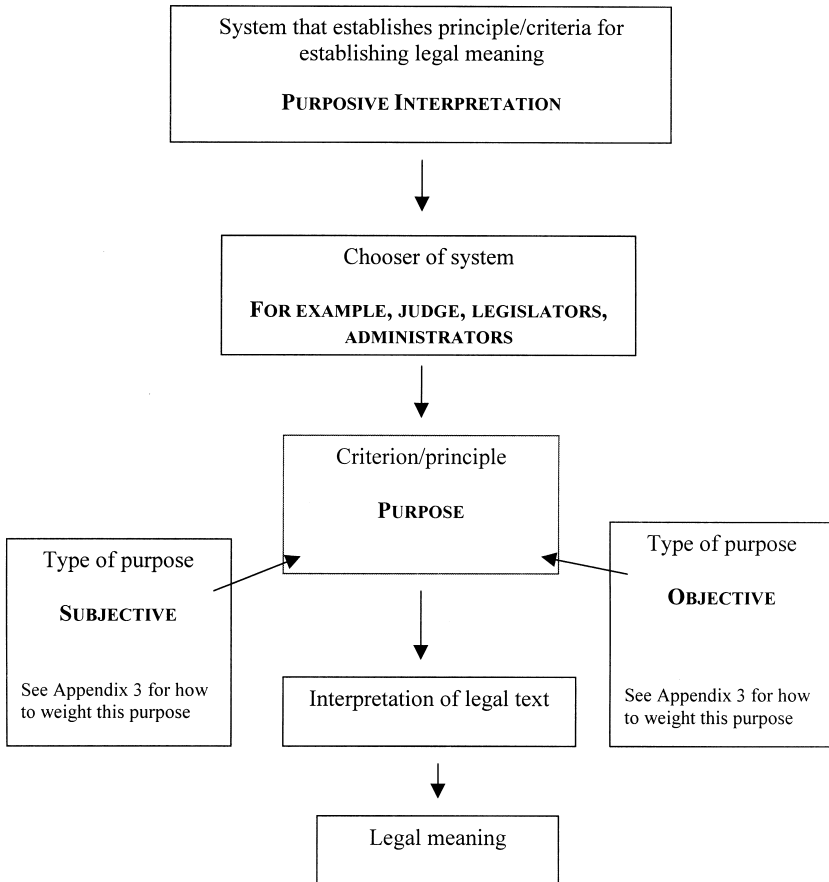 System that establishes principle/criteria for
establishing legal meaning
PURPOSIVE INTERPRETATION
Chooser of system
FOR EXAMPLE, JUDGE, LEGISLATORS,
ADMINISTRATORS
Criterion/principle
PURPOSE
Type of purpose
SUBJECTIVE
See Appendix 3 for how
to weight this purpose
Type of purpose
OBJECTIVE
See Appendix 3 for how
to weight this purpose
Interpretation of legal text
Legal meaning